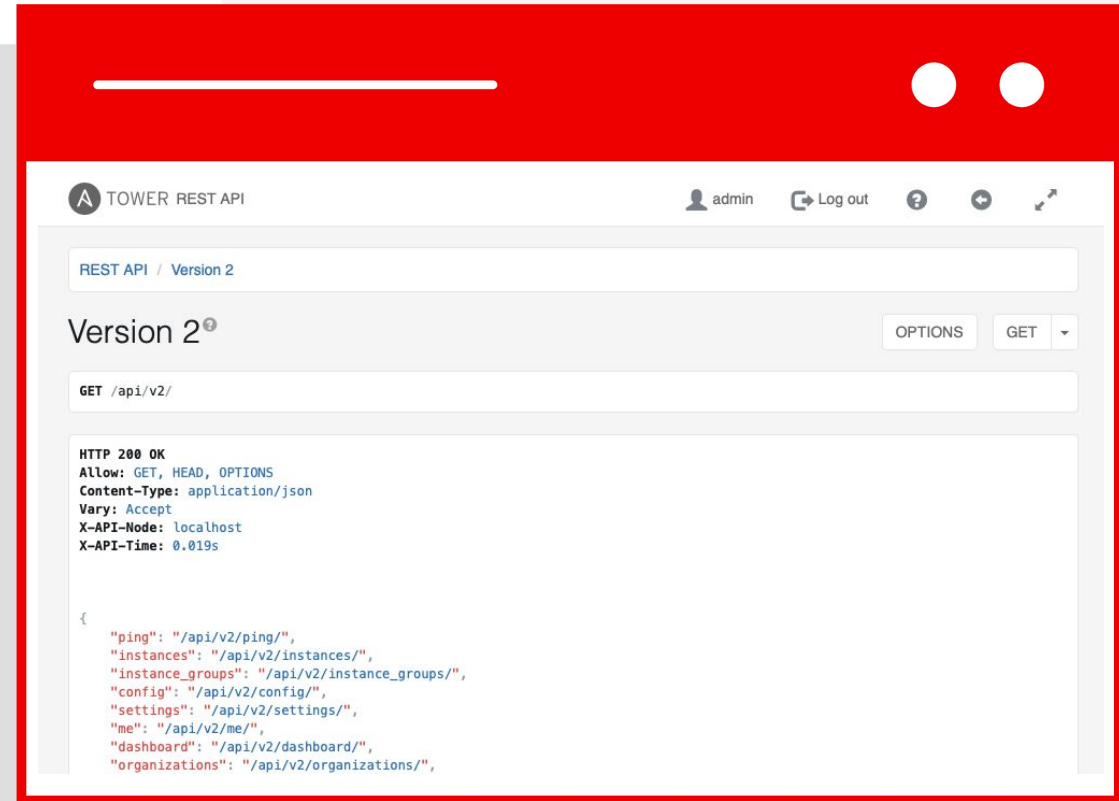 TOWER REST API
admin
Log out
REST API / Version 2
Version 2
OPTIONS
GET
GET /api/v2/
HTTP 200 OK
Allow: GET, HEAD, OPTIONS
Content-Type: application/json
Vary: Accept
X-API-Node: localhost
X-API-Time: 0.019s
{
"ping": "/api/v2/ping/",
"instances": "/api/v2/instances/",
"instance_groups": "/api/v2/instance_groups/",
"config": "/api/v2/config/",
"settings": "/api/v2/settings/",
"me": "/api/v2/me/",
"dashboard": "/api/v2/dashboard/",
"organizations": "/api/v2/organizations/",